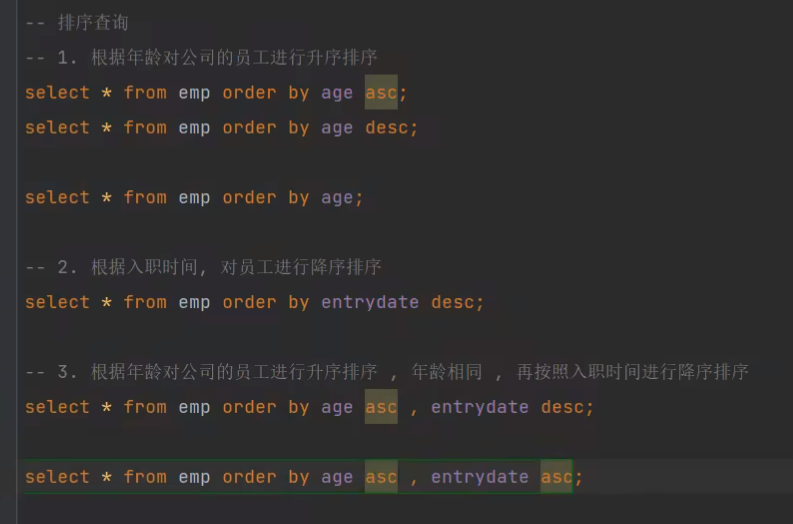 -- 排序查询
-- 1. 根据年龄对公司的员工进行升序排序
select * from emp order by age asc;
select * from emp order by age desc;
select * from emp order by age;
-- 2. 根据入职时间, 对员工进行降序排序
select * from emp order by entrydate desc;
-- 3. 根据年龄对公司的员工进行升序排序 , 年龄相同 , 再按照入职时间进行降序排序
select * from emp order by age asc , entrydate desc;
select * from emp order by age asc , entrydate asc;